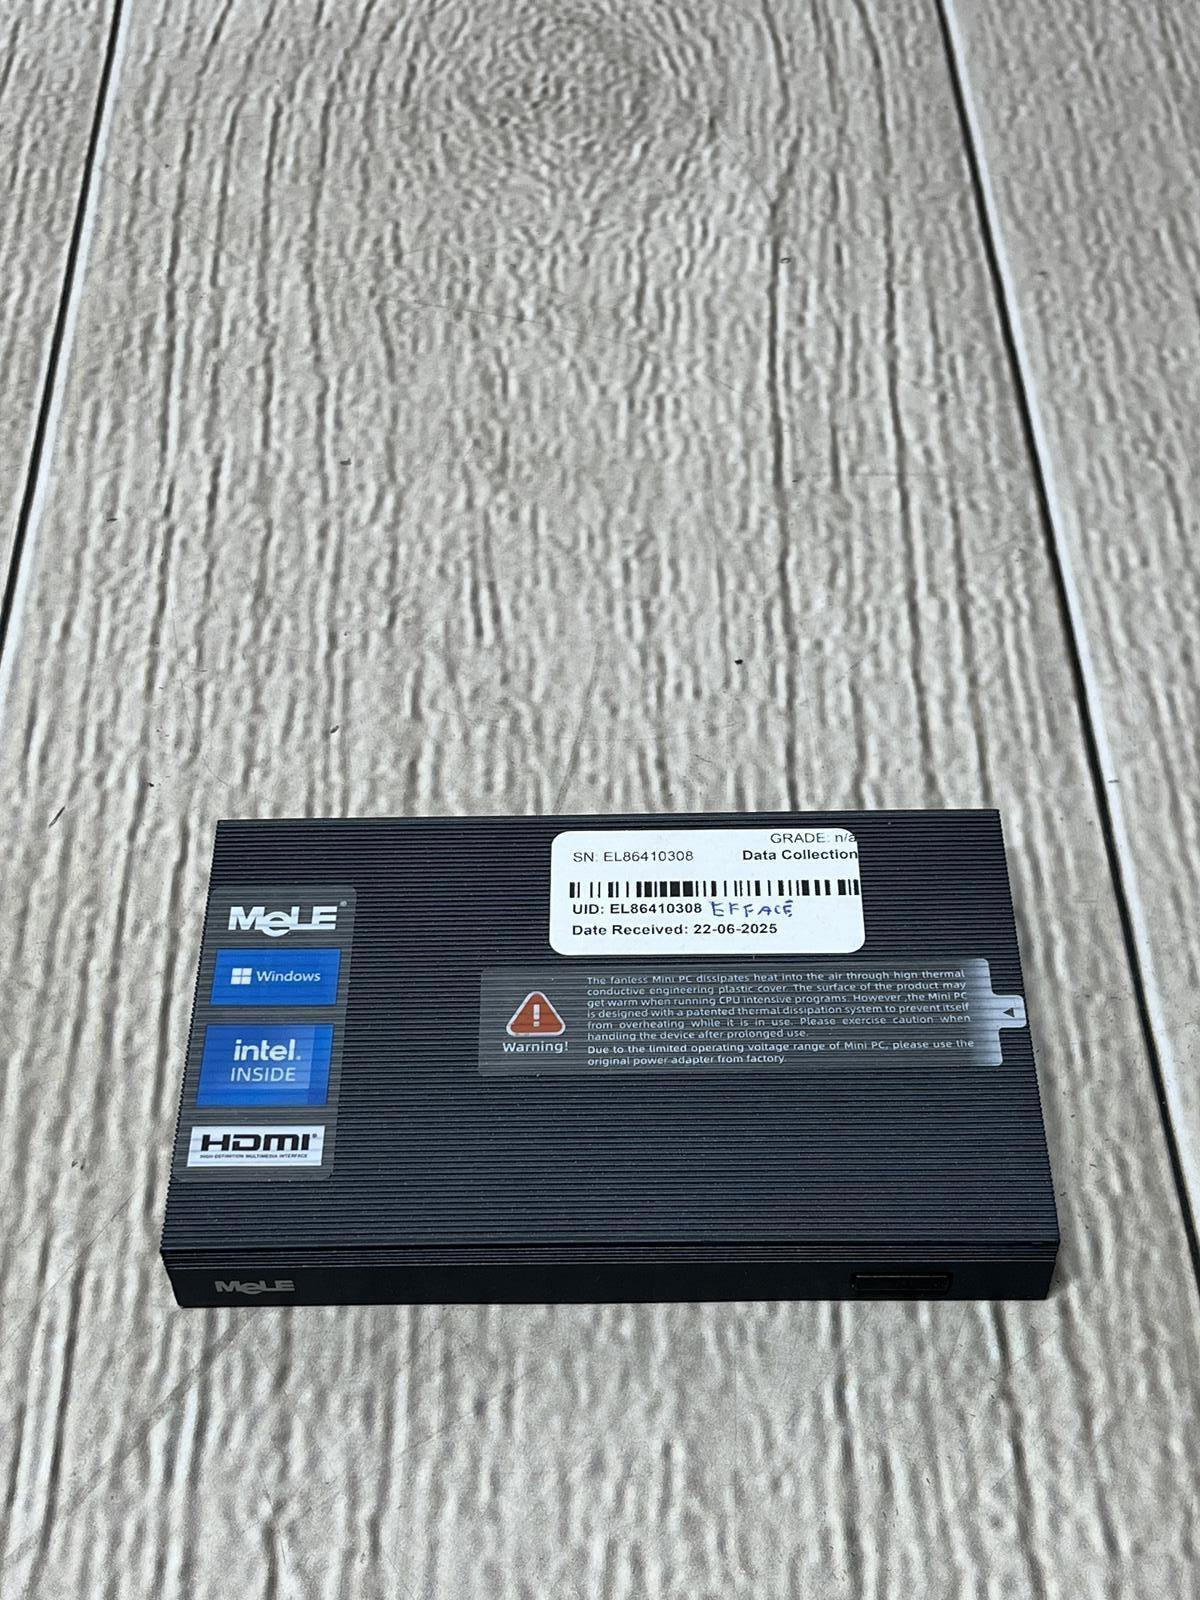 GRADE: n/a
SN: EL86410308 Data Collection
UID: EL86410308 EFFACÉ
Date Received: 22-06-2025
MeLE®
Windows
intel.
INSIDE
HDMI®
HIGH-DEFINITION MULTIMEDIA INTERFACE
Warning!
The fanless Mini PC dissipates heat into the air through high thermal
conductive engineering plastic cover. The surface of the product may
get warm when running CPU intensive programs. However ,the Mini PC
is designed with a patented thermal dissipation system to prevent itself
from overheating while it is in use. Please exercise caution when
handling the device after prolonged use.
Due to the limited operating voltage range of Mini PC, please use the
original power adapter from factory.
MeLE